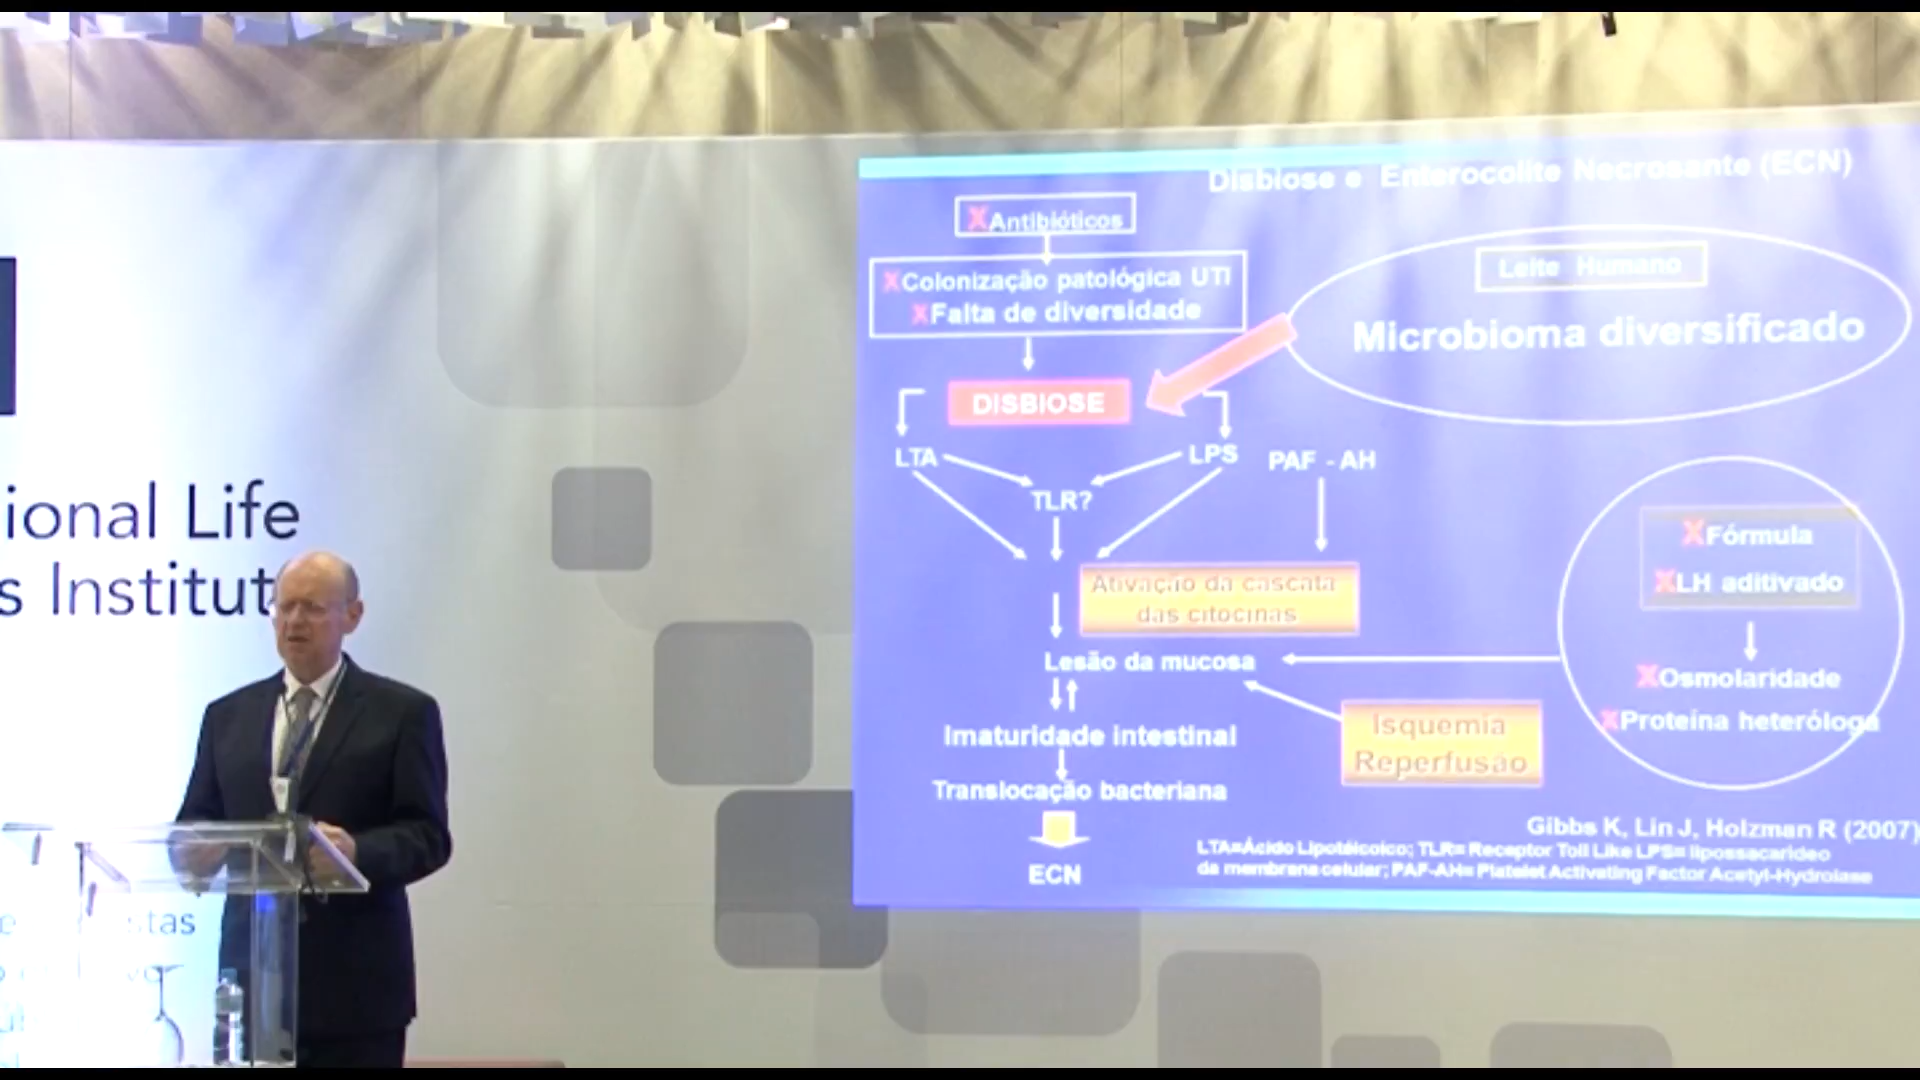 ional Life
s Institut
Disbiose e Enterocolite Necrosante (ECN)
XAntibióticos
XColonização patológica UTI
XFalta de diversidade
DISBIOSE
LTA
LPS
PAF - AH
TLR?
Ativação da cascata
das citocinas
Lesão da mucosa
Imaturidade intestinal
Translocação bacteriana
ECN
Leite Humano
Microbioma diversificado
XFórmula
XLH aditivado
XOsmolaridade
XProteína heteróloga
Isquemia
Reperfusão
Gibbs K, Lin J, Holzman R (2007)
LTA=Ácido Lipotéicoico; TLR= Receptor Toll Like LPS= lipossacarídeo
da membrana celular; PAF-AH= Platelet Activating Factor Acetyl-Hydrolase